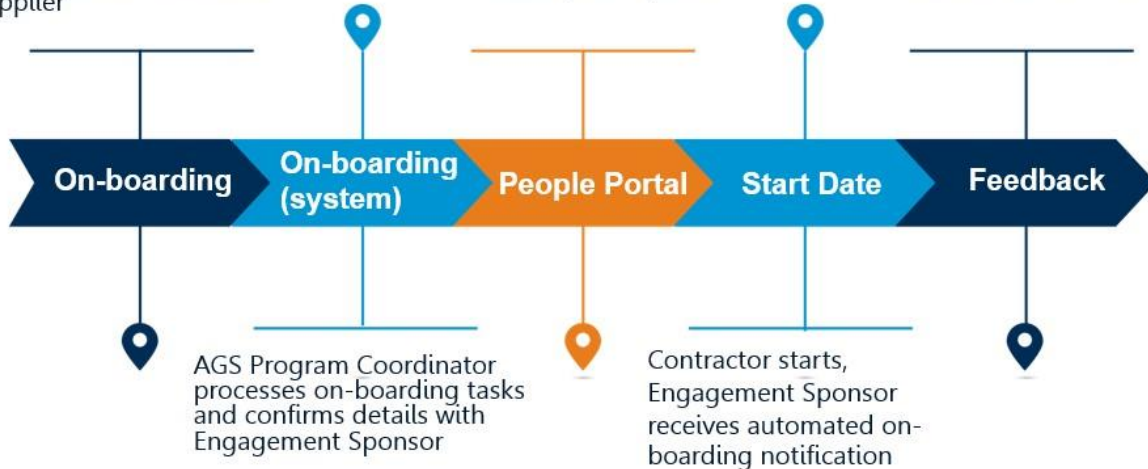 On-boarding
On-boarding
(system)
People Portal
Start Date
Feedback
AGS Program Coordinator
processes on-boarding tasks
and confirms details with
Engagement Sponsor
Contractor starts,
Engagement Sponsor
receives automated on-
boarding notification